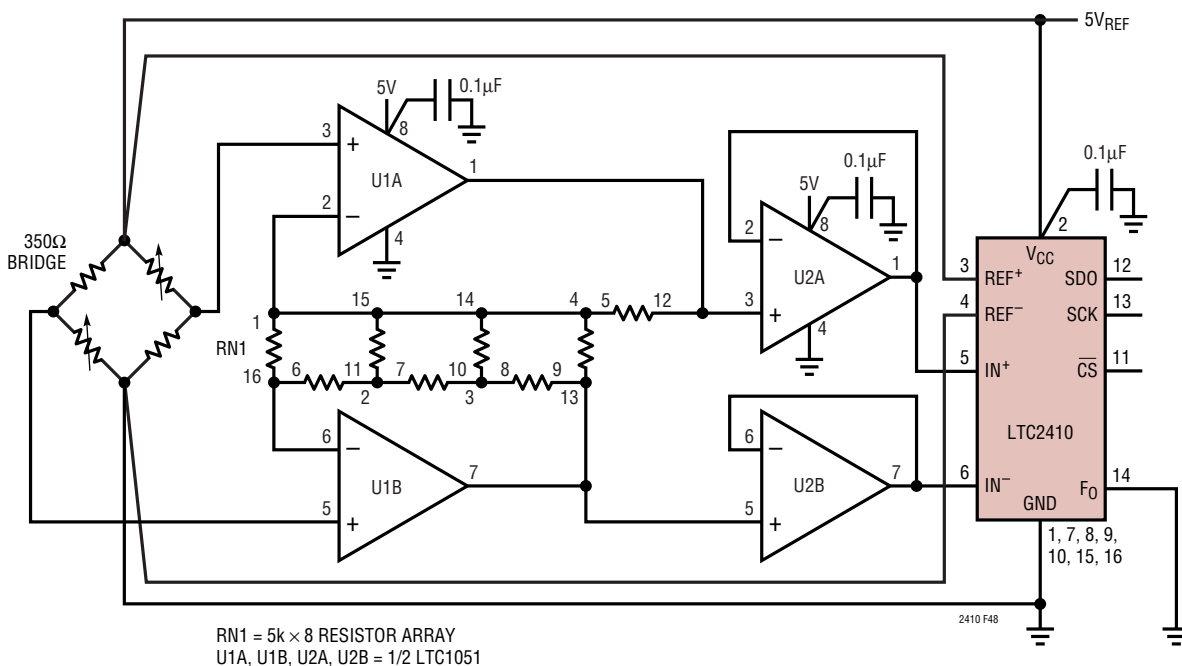 5VREF
5V
0.1µF
8
3
+
1
U1A
2
−
4
350Ω
BRIDGE
0.1µF
5V
8
2
−
1
U2A
3
+
4
0.1µF
2
VCC
3
REF+
SDO
12
4
REF−
SCK
13
5
IN+
CS
11
LTC2410
6
IN−
FO
14
GND
1, 7, 8, 9,
10, 15, 16
15
14
4
5
12
1
RN1
16
6
11
7
10
8
9
2
3
13
6
−
7
U1B
5
+
6
−
7
U2B
5
+
2410 F48
RN1 = 5k × 8 RESISTOR ARRAY
U1A, U1B, U2A, U2B = 1/2 LTC1051